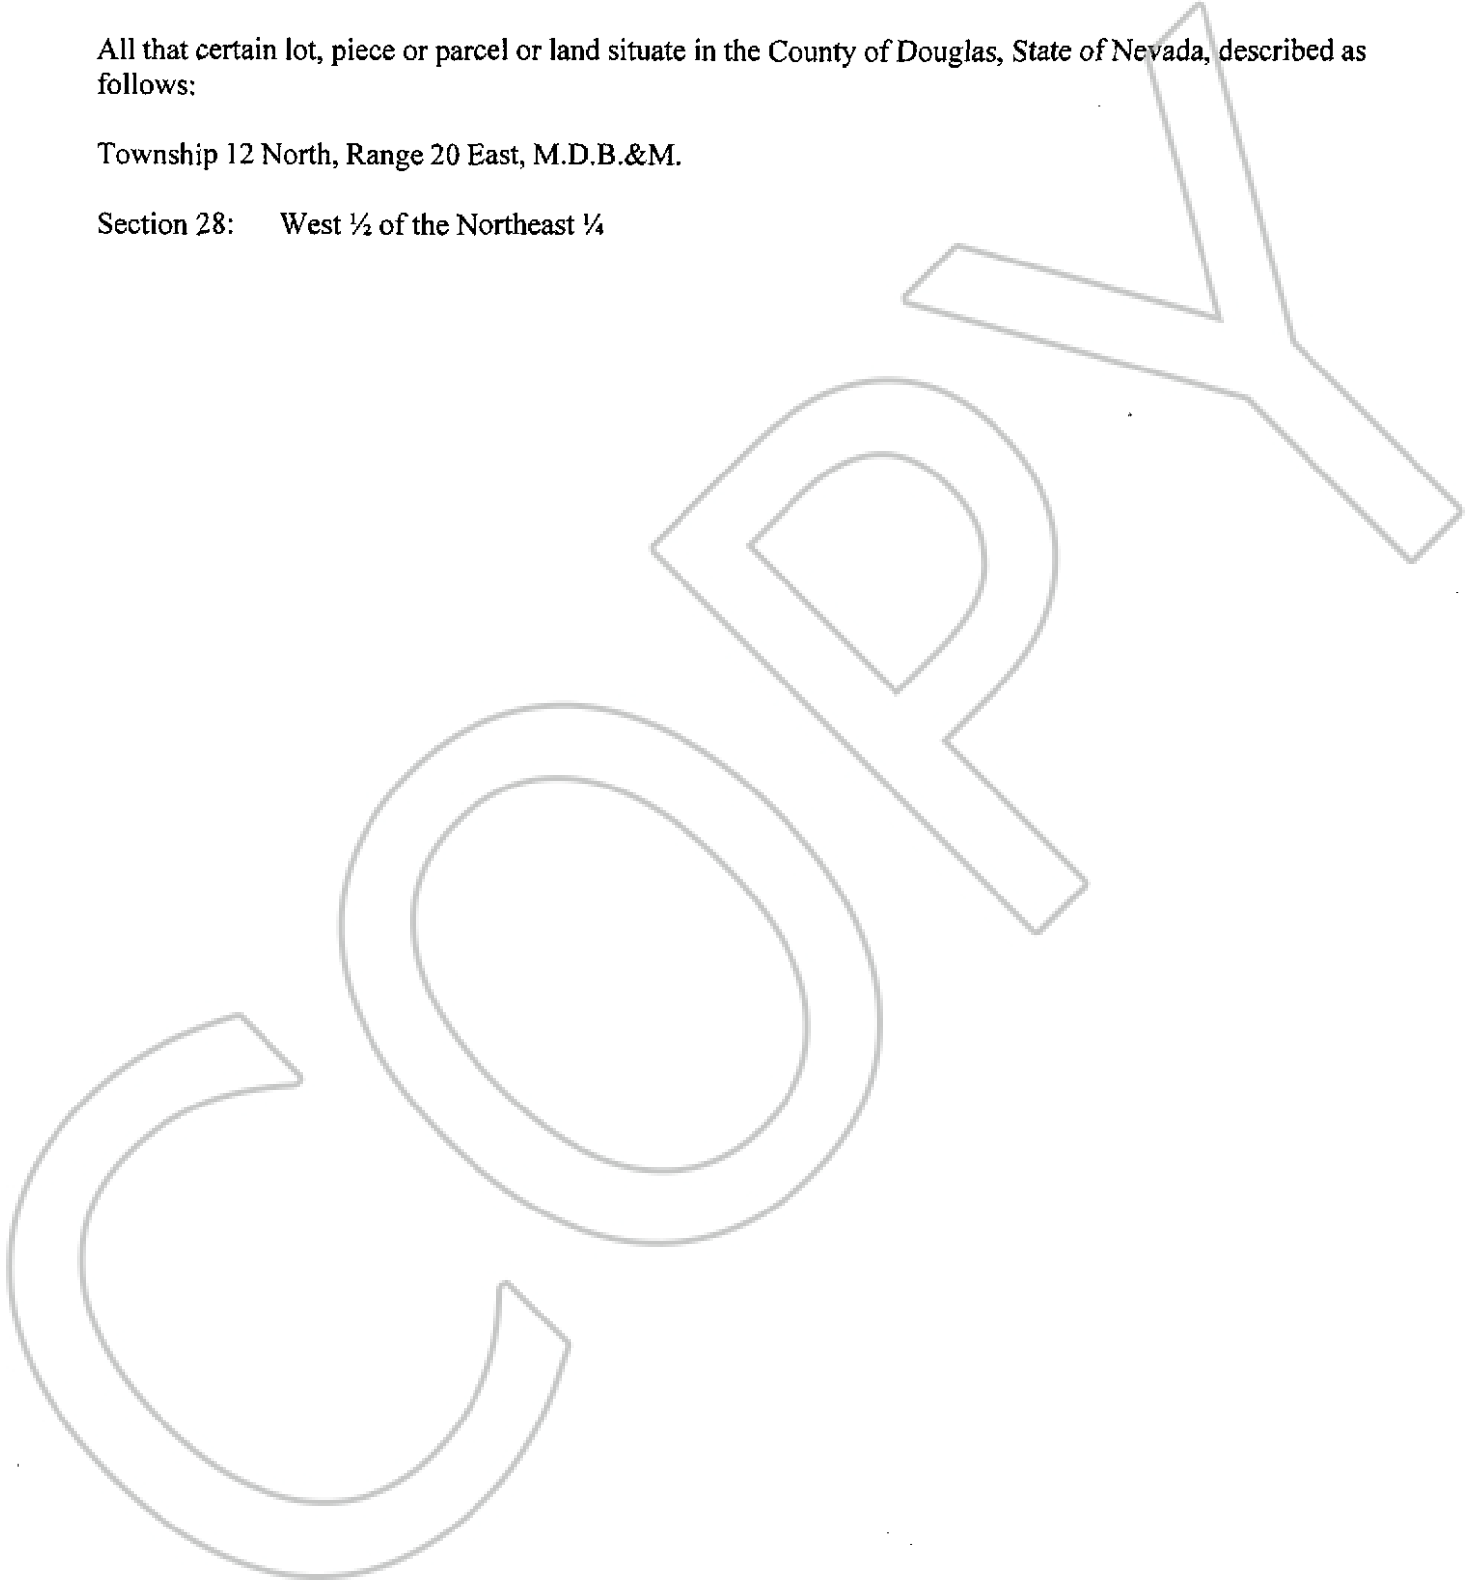 All that certain lot, piece or parcel or land situate in the County of Douglas, State of Nevada, described as
follows:
Township 12 North, Range 20 East, M.D.B.&M.
Section 28: West ½ of the Northeast ¼
COPY